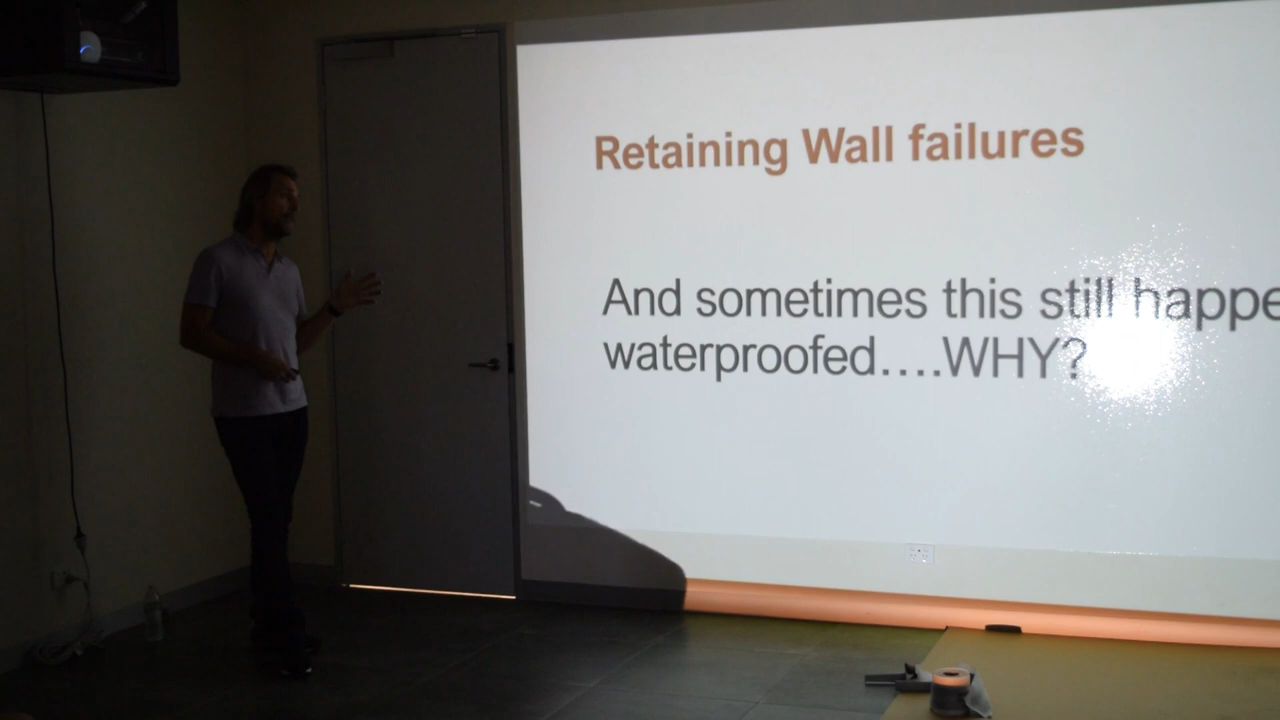 Retaining Wall failures
And sometimes this still happe
waterproofed....WHY?